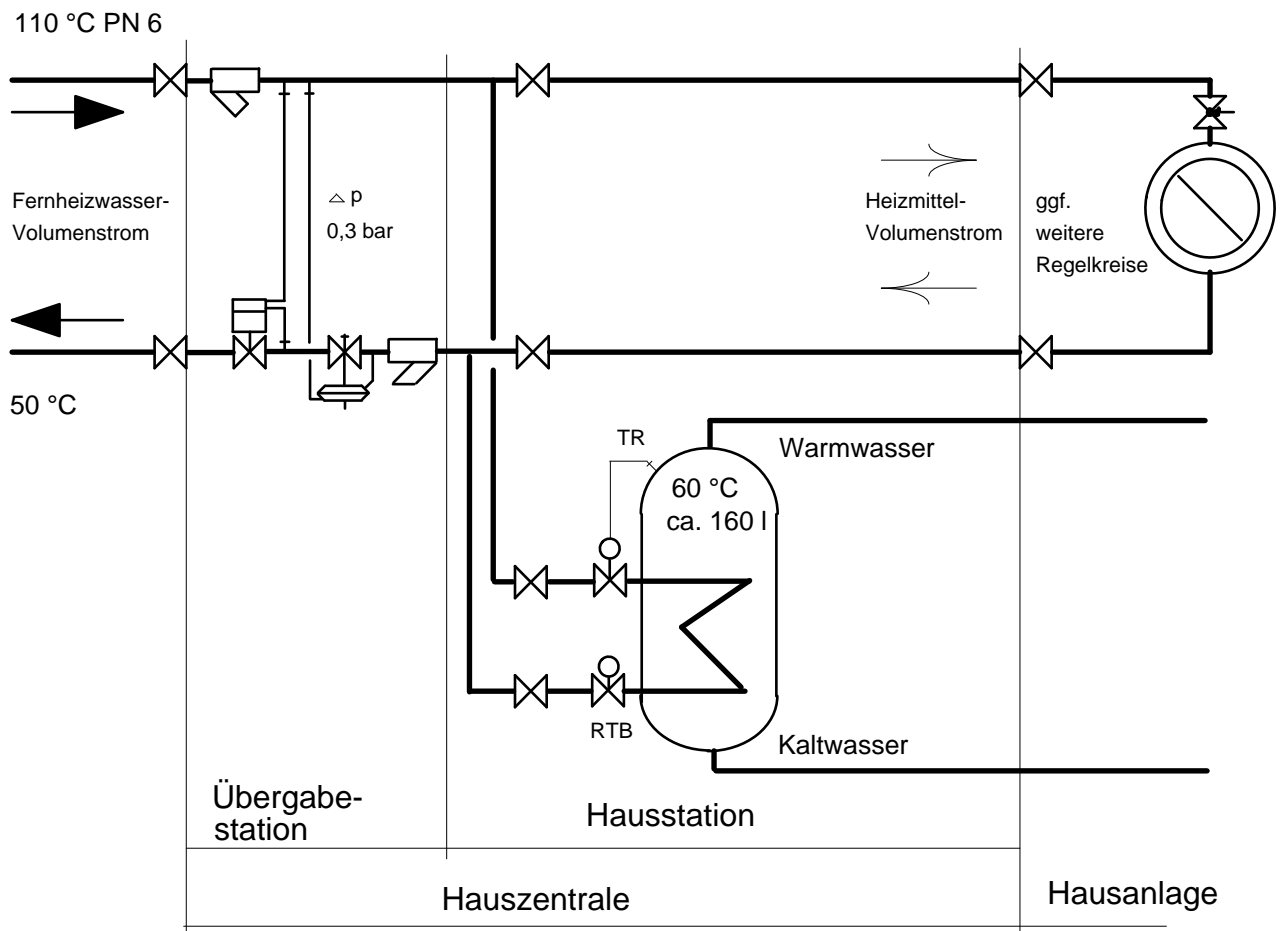 110 °C PN 6
Fernheizwasser-
Volumenstrom
△ p
0,3 bar
Heizmittel-
Volumenstrom
ggf.
weitere
Regelkreise
50 °C
TR
Warmwasser
60 °C
ca. 160 l
RTB
Kaltwasser
Übergabe-
station
Hausstation
Hauszentrale
Hausanlage